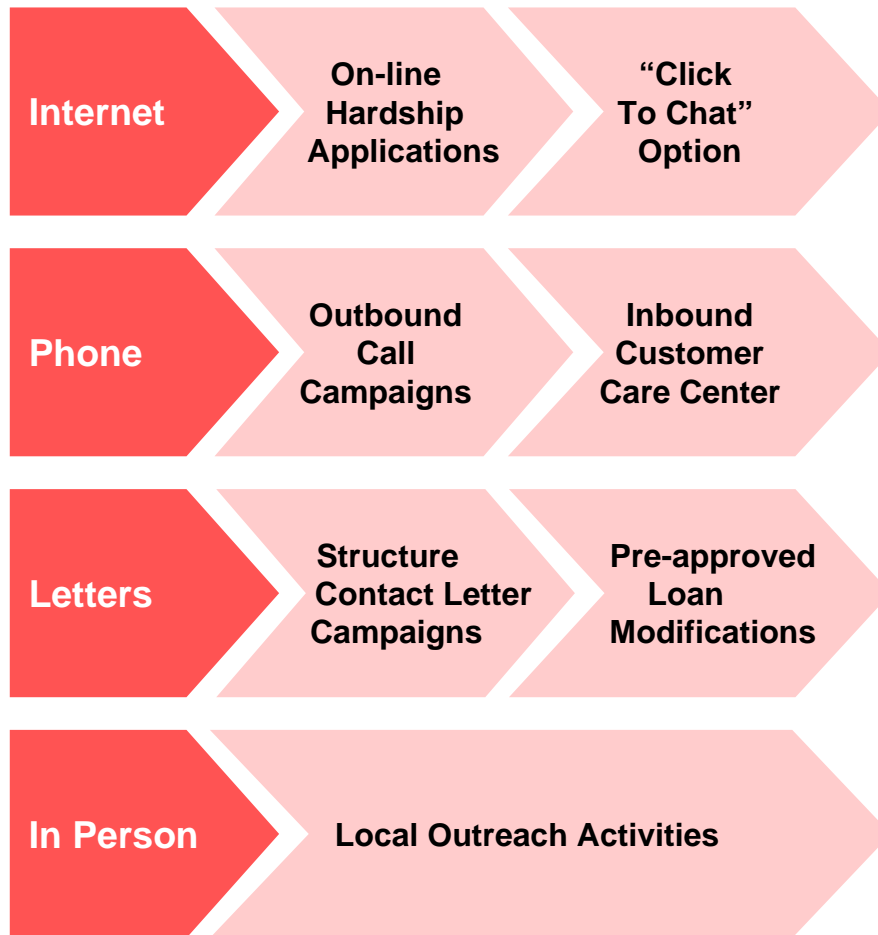 Internet
On-line
Hardship
Applications
“Click
To Chat”
Option
Phone
Outbound
Call
Campaigns
Inbound
Customer
Care Center
Letters
Structure
Contact Letter
Campaigns
Pre-approved
Loan
Modifications
In Person
Local Outreach Activities